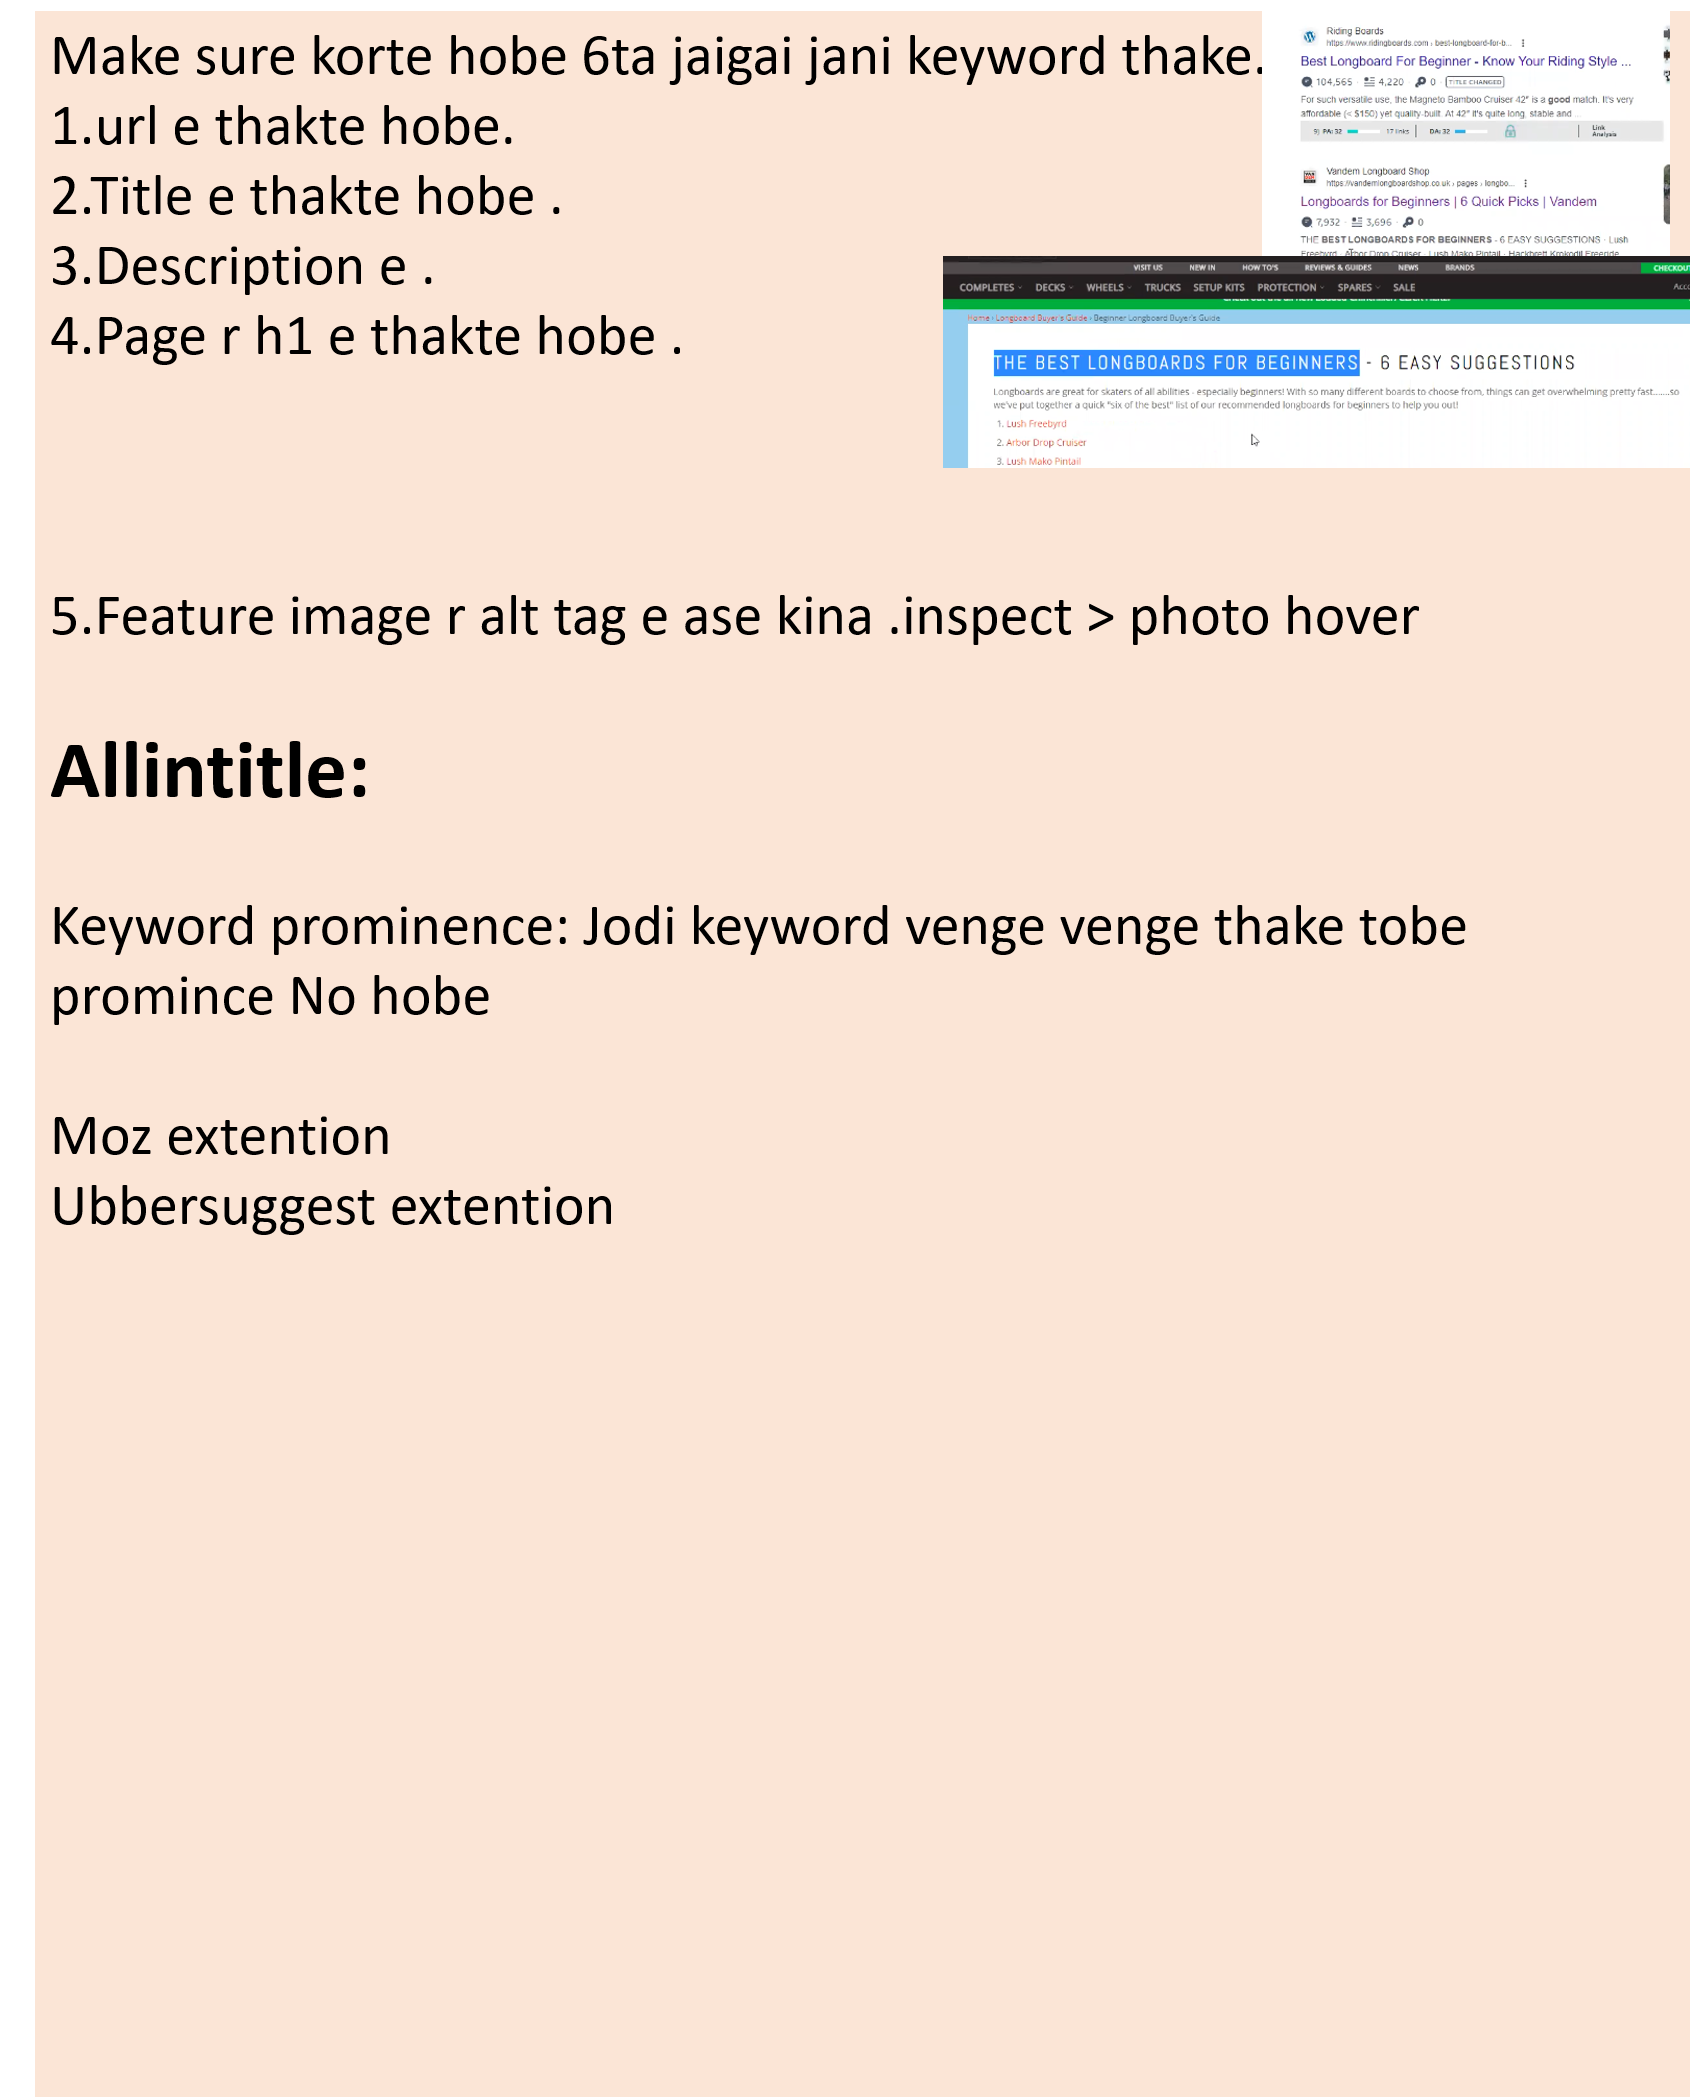 Make sure korte hobe 6ta jaigai jani keyword thake.
1.url e thakte hobe.
2.Title e thakte hobe .
3.Description e .
4.Page r h1 e thakte hobe .
Riding Boards
https://www.ridingboards.com › best-longboard-for-b...
Best Longboard For Beginner - Know Your Riding Style ...
104,565 · 4,220 · 0 · TITLE CHANGED
For such versatile use, the Magneto Bamboo Cruiser 42" is a good match. It's very
affordable (< $150) yet quality-built. At 42" it's quite long, stable and ...
9) PA: 32 17 links DA: 32 Link Analysis
Vandem Longboard Shop
https://vandemlongboardshop.co.uk › pages › longbo...
Longboards for Beginners | 6 Quick Picks | Vandem
7,932 · 3,696 · 0
THE BEST LONGBOARDS FOR BEGINNERS - 6 EASY SUGGESTIONS · Lush
Freebyrd · Arbor Drop Cruiser · Lush Mako Pintail · Hackbrett Krokodil Freeride
VISIT US NEW IN HOW TO'S REVIEWS & GUIDES NEWS BRANDS CHECKOUT
COMPLETES DECKS WHEELS TRUCKS SETUP KITS PROTECTION SPARES SALE Acco
Home › Longboard Buyer's Guide › Beginner Longboard Buyer's Guide
THE BEST LONGBOARDS FOR BEGINNERS - 6 EASY SUGGESTIONS
Longboards are great for skaters of all abilities - especially beginners! With so many different boards to choose from, things can get overwhelming pretty fast.......so
we've put together a quick "six of the best" list of our recommended longboards for beginners to help you out!
1. Lush Freebyrd
2. Arbor Drop Cruiser
3. Lush Mako Pintail
5.Feature image r alt tag e ase kina .inspect > photo hover
Allintitle:
Keyword prominence: Jodi keyword venge venge thake tobe
promince No hobe
Moz extention
Ubbersuggest extention